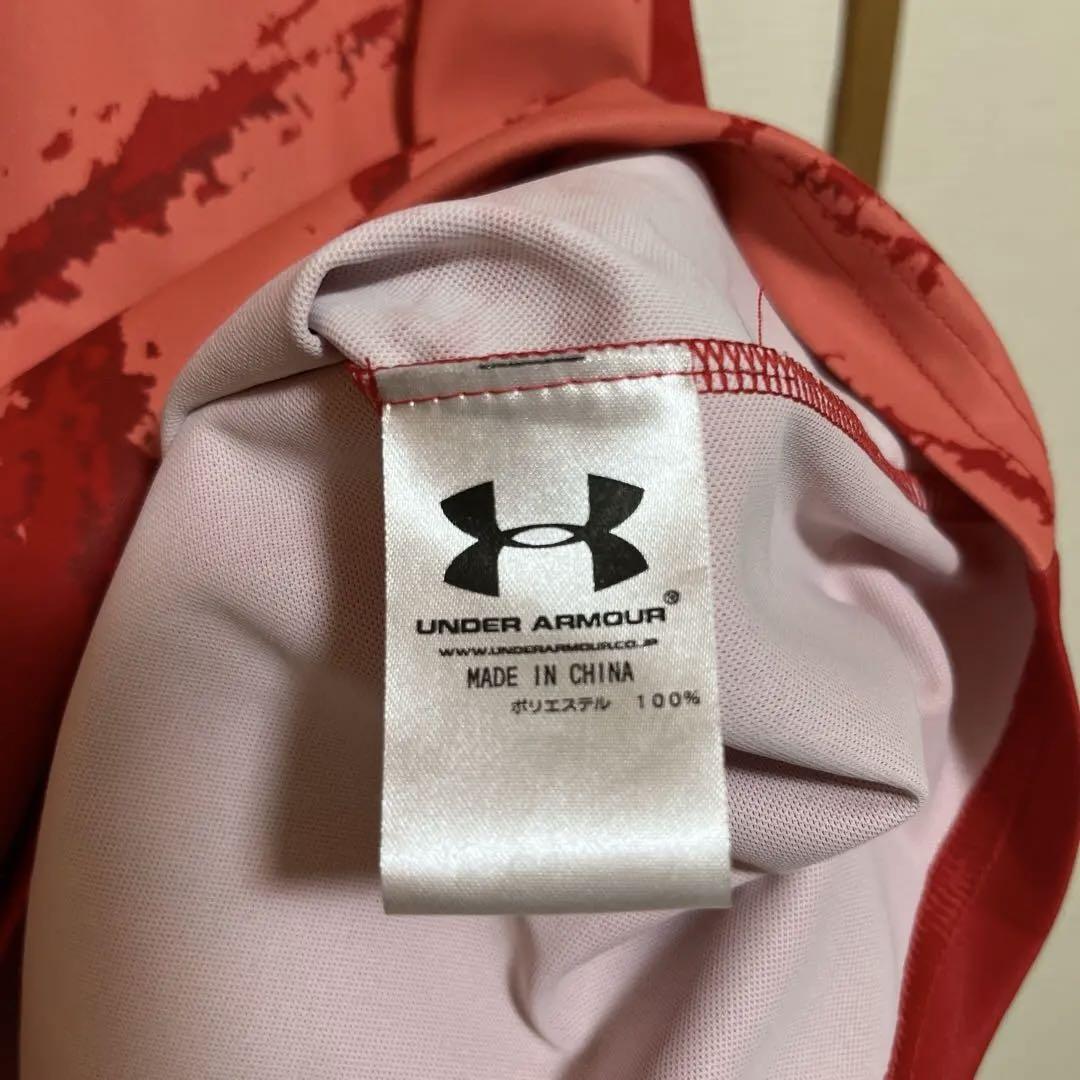 UNDER ARMOUR®
WWW.UNDERARMOUR.CO.JP
MADE IN CHINA
ポリエステル 100%